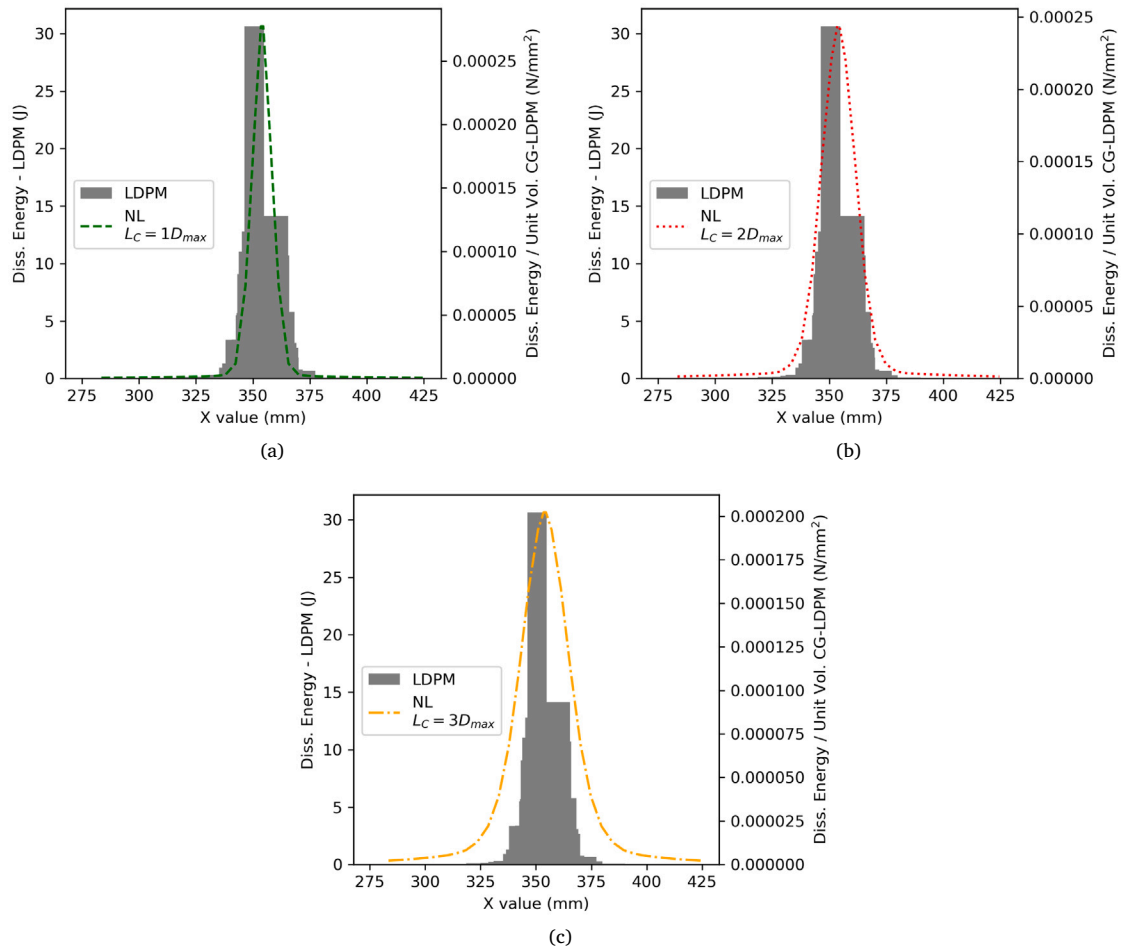 30
25
20
15
10
5
0
Diss. Energy - LDPM (J)
LDPM
NL
L_C = 1D_max
0.00025
0.00020
0.00015
0.00010
0.00005
0.00000
Diss. Energy / Unit Vol. CG-LDPM (N/mm²)
275 300 325 350 375 400 425
X value (mm)
(a)
30
25
20
15
10
5
0
Diss. Energy - LDPM (J)
LDPM
NL
L_C = 2D_max
0.00025
0.00020
0.00015
0.00010
0.00005
0.00000
Diss. Energy / Unit Vol. CG-LDPM (N/mm²)
275 300 325 350 375 400 425
X value (mm)
(b)
30
25
20
15
10
5
0
Diss. Energy - LDPM (J)
LDPM
NL
L_C = 3D_max
0.000200
0.000175
0.000150
0.000125
0.000100
0.000075
0.000050
0.000025
0.000000
Diss. Energy / Unit Vol. CG-LDPM (N/mm²)
275 300 325 350 375 400 425
X value (mm)
(c)